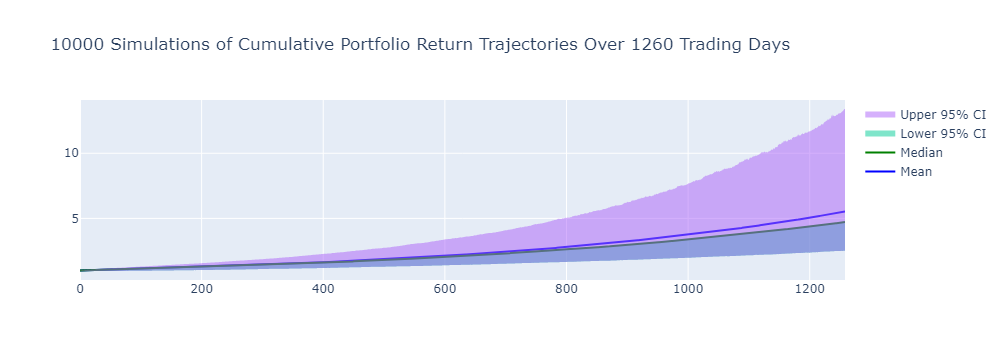 10000 Simulations of Cumulative Portfolio Return Trajectories Over 1260 Trading Days
Upper 95% CI
Lower 95% CI
Median
Mean
10
5
0 200 400 600 800 1000 1200